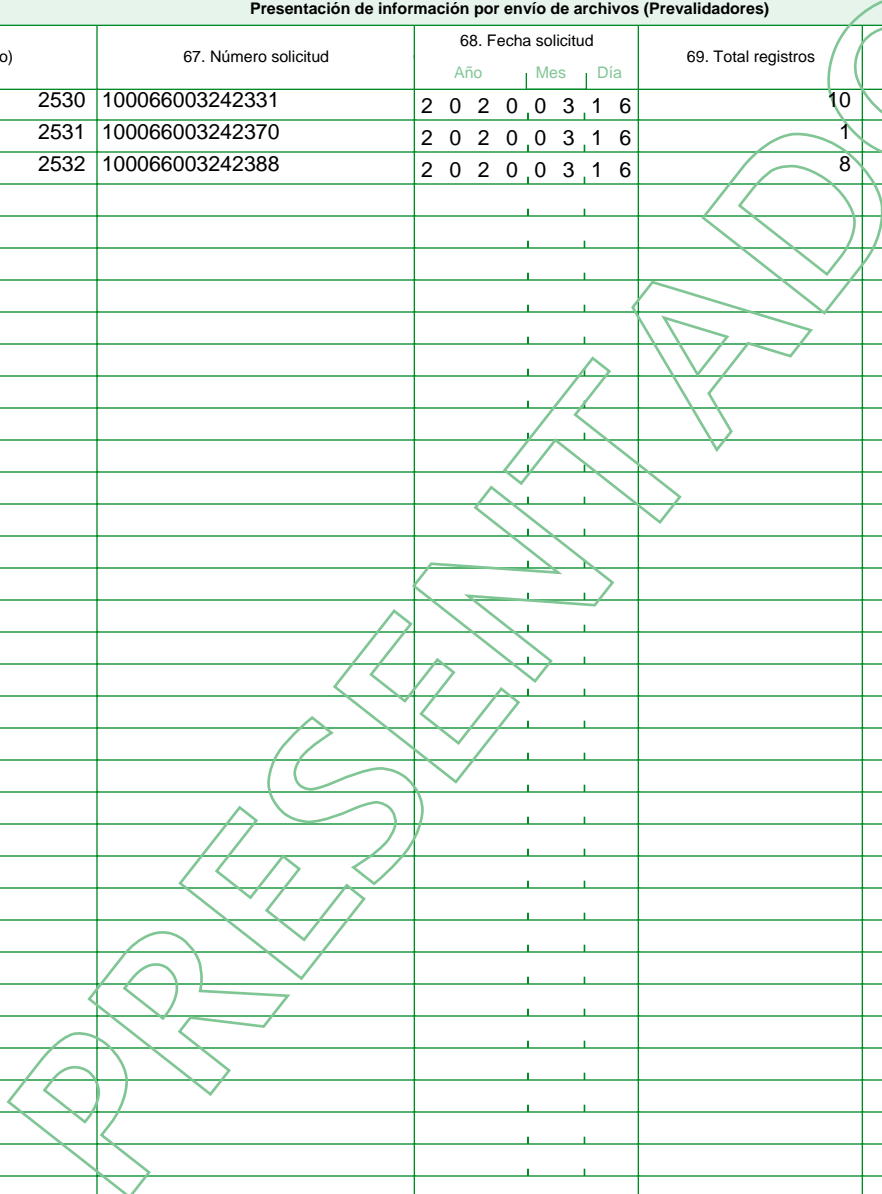 Presentación de información por envío de archivos (Prevalidadores)
o) 67. Número solicitud 68. Fecha solicitud 69. Total registros
Año Mes Día
2530 100066003242331 2 0 2 0 0 3 1 6 10
2531 100066003242370 2 0 2 0 0 3 1 6 1
2532 100066003242388 2 0 2 0 0 3 1 6 8
PRESENTADO